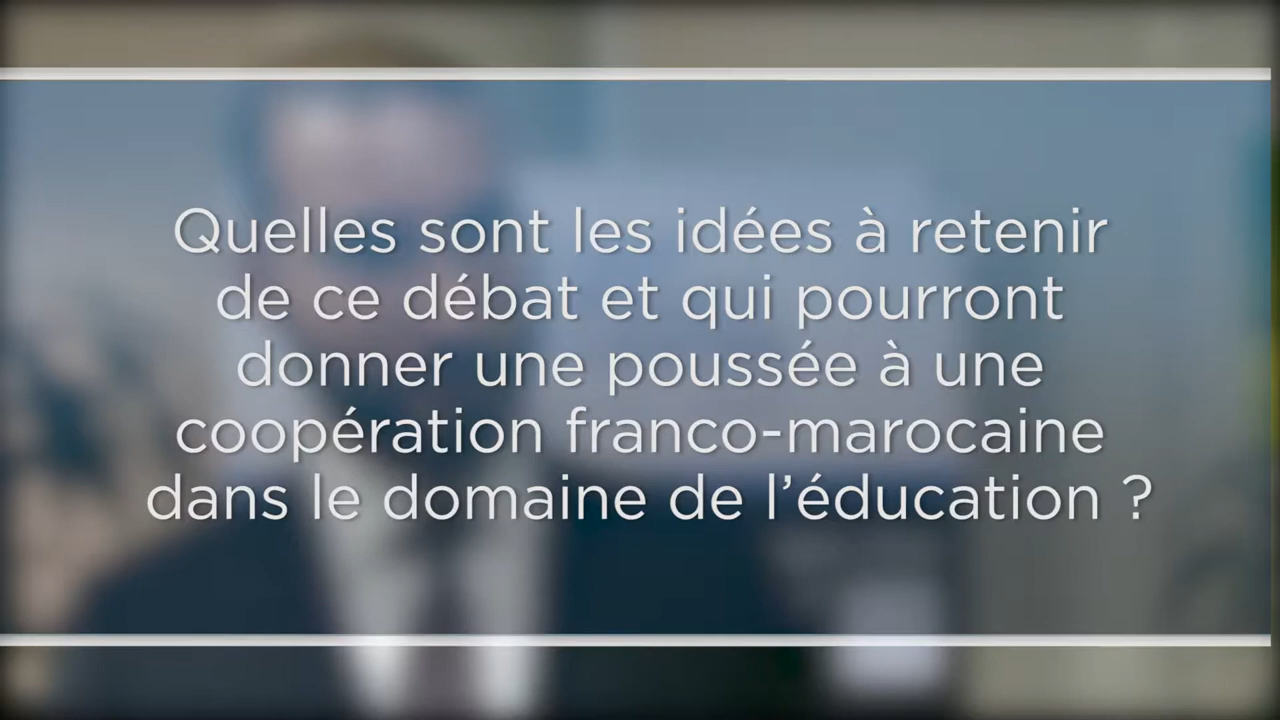 Quelles sont les idées à retenir
de ce débat et qui pourront
donner une poussée à une
coopération franco-marocaine
dans le domaine de l’éducation ?